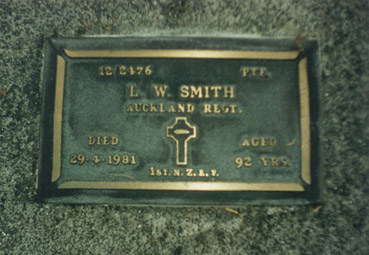 12/2476 PTE.
L. W. SMITH
AUCKLAND REGT.
DIED AGED
29·4·1981 92 YRS.
1ST. N. Z. E. F.